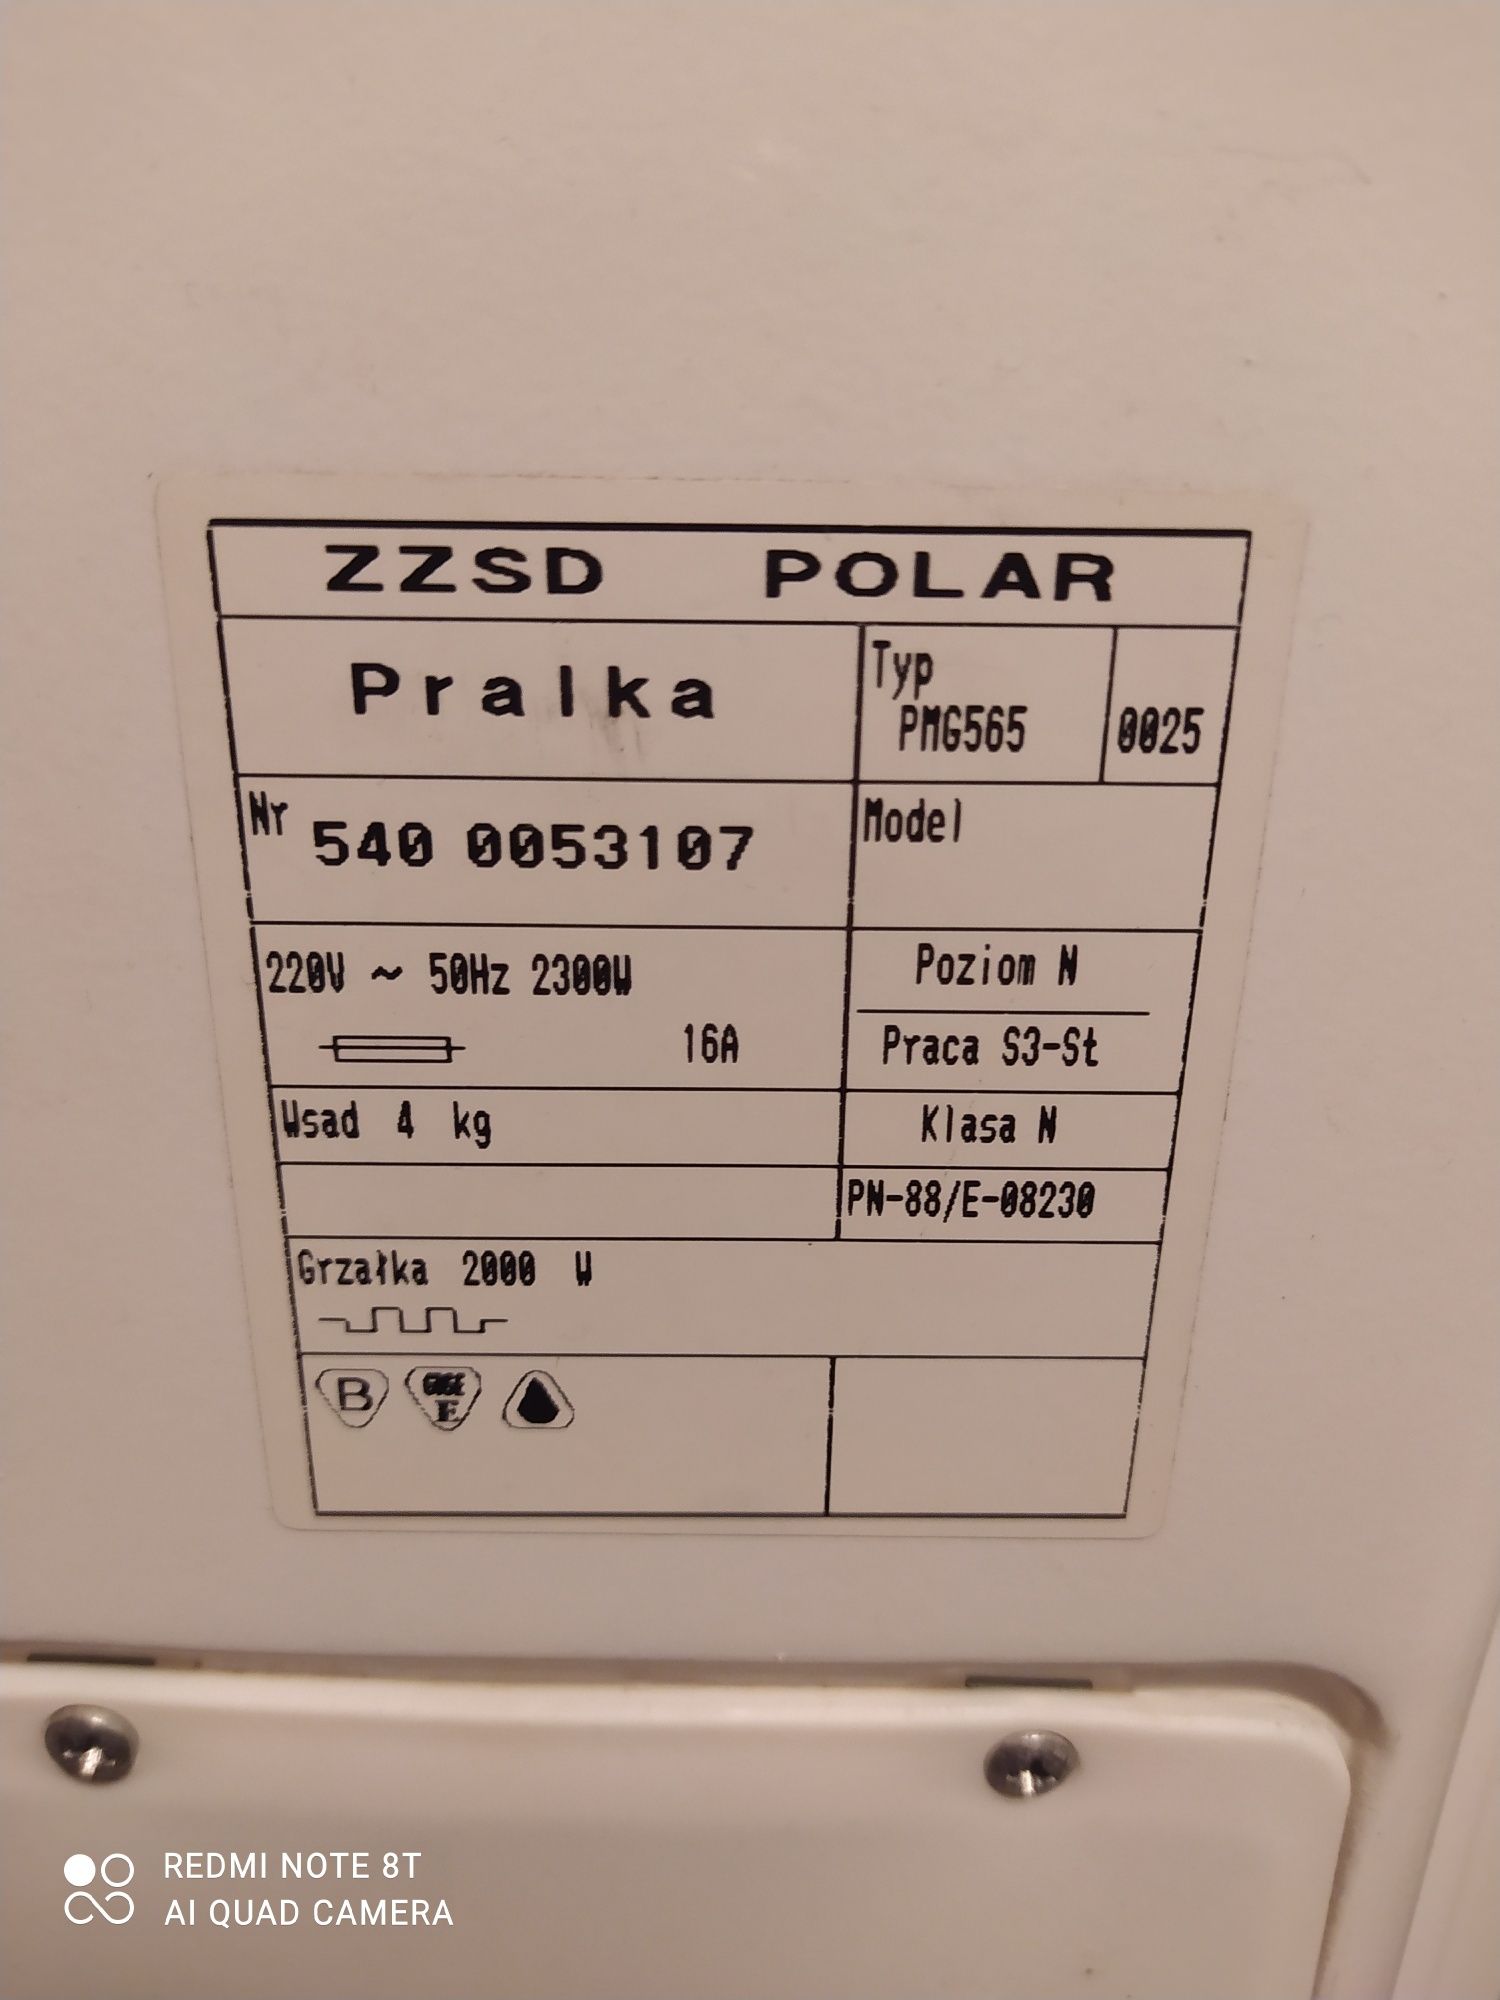 ZZSD POLAR
Pralka
Typ
PMG565
0025
Nr 540 0053107
Model
220V ~ 50Hz 2300W
16A
Poziom N
Praca S3-St
Wsad 4 kg
Klasa N
PN-88/E-08230
Grzałka 2000 W
B
E
REDMI NOTE 8T
AI QUAD CAMERA